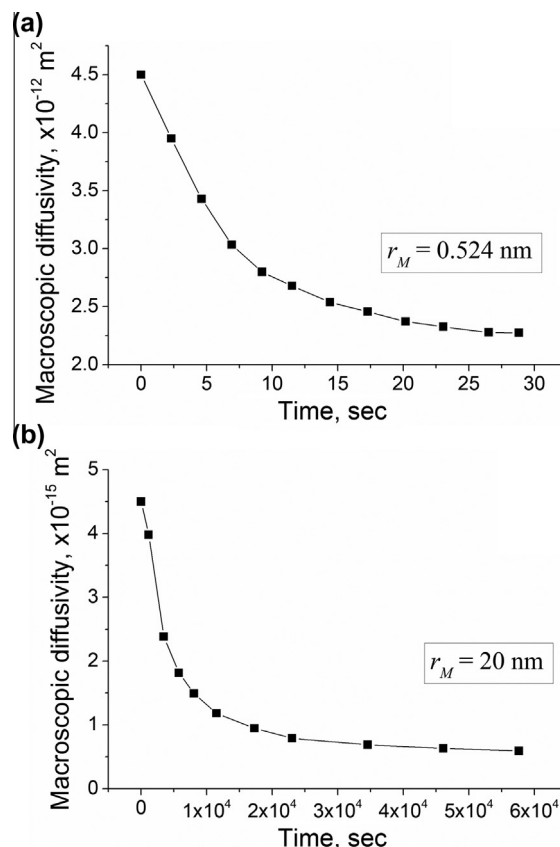 (a)
Macroscopic diffusivity, x10⁻¹² m²
4.5
4.0
3.5
3.0
2.5
2.0
r_M = 0.524 nm
0 5 10 15 20 25 30
Time, sec
(b)
Macroscopic diffusivity, x10⁻¹⁵ m²
5
4
3
2
1
0
r_M = 20 nm
0 1x10⁴ 2x10⁴ 3x10⁴ 4x10⁴ 5x10⁴ 6x10⁴
Time, sec